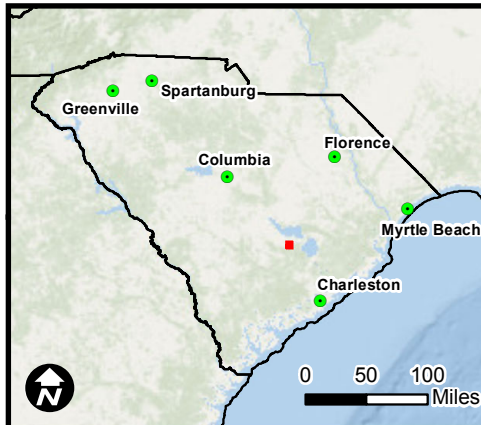 Spartanburg
Greenville
Florence
Columbia
Myrtle Beach
Charleston
N
0 50 100
Miles